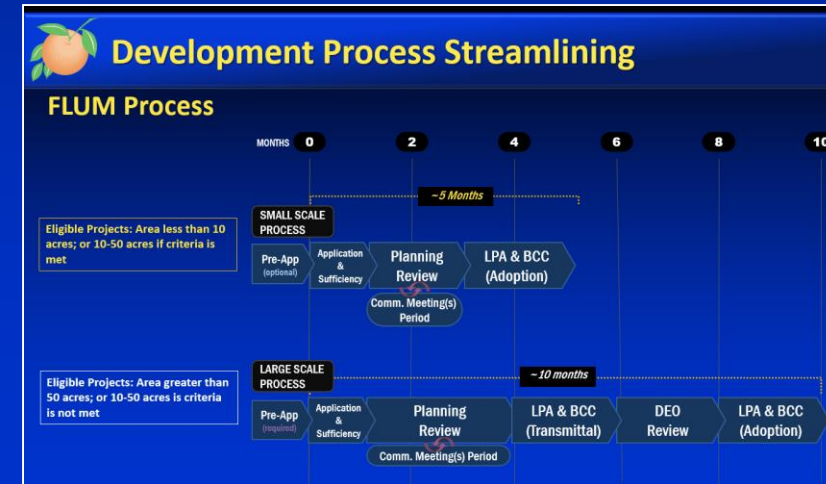 Development Process Streamlining
FLUM Process
MONTHS 0 2 4 6 8 10
~5 Months
Eligible Projects: Area less than 10
acres; or 10-50 acres if criteria is
met
SMALL SCALE
PROCESS
Pre-App
(optional)
Application
&
Sufficiency
Planning
Review
LPA & BCC
(Adoption)
Comm. Meeting(s)
Period
~10 months
Eligible Projects: Area greater than
50 acres; or 10-50 acres is criteria
is not met
LARGE SCALE
PROCESS
Pre-App
(required)
Application
&
Sufficiency
Planning
Review
LPA & BCC
(Transmittal)
DEO
Review
LPA & BCC
(Adoption)
Comm. Meeting(s) Period